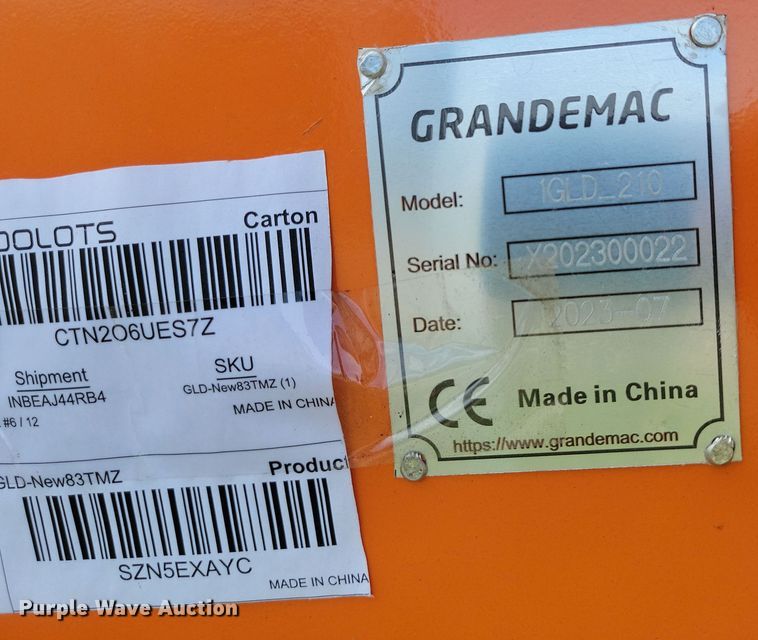 GRANDEMAC
Model: 1GLD_210
Serial No: X202300022
Date: 2023-07
CE Made in China
https://www.grandemac.com
OOLOTS Carton
CTN2O6UES7Z
Shipment SKU
INBEAJ44RB4 GLD-New83TMZ (1)
#6 / 12 MADE IN CHINA
GLD-New83TMZ Product
SZN5EXAYC
MADE IN CHINA
Purple Wave Auction